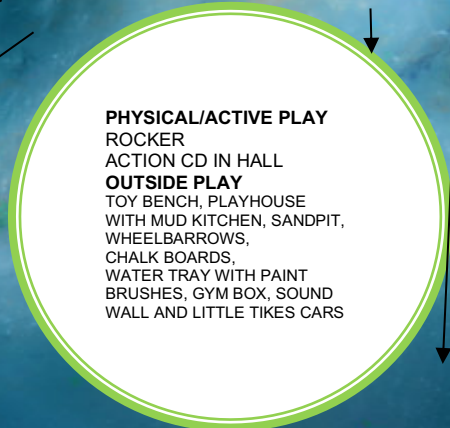 PHYSICAL/ACTIVE PLAY
ROCKER
ACTION CD IN HALL
OUTSIDE PLAY
TOY BENCH, PLAYHOUSE
WITH MUD KITCHEN, SANDPIT,
WHEELBARROWS,
CHALK BOARDS,
WATER TRAY WITH PAINT
BRUSHES, GYM BOX, SOUND
WALL AND LITTLE TIKES CARS